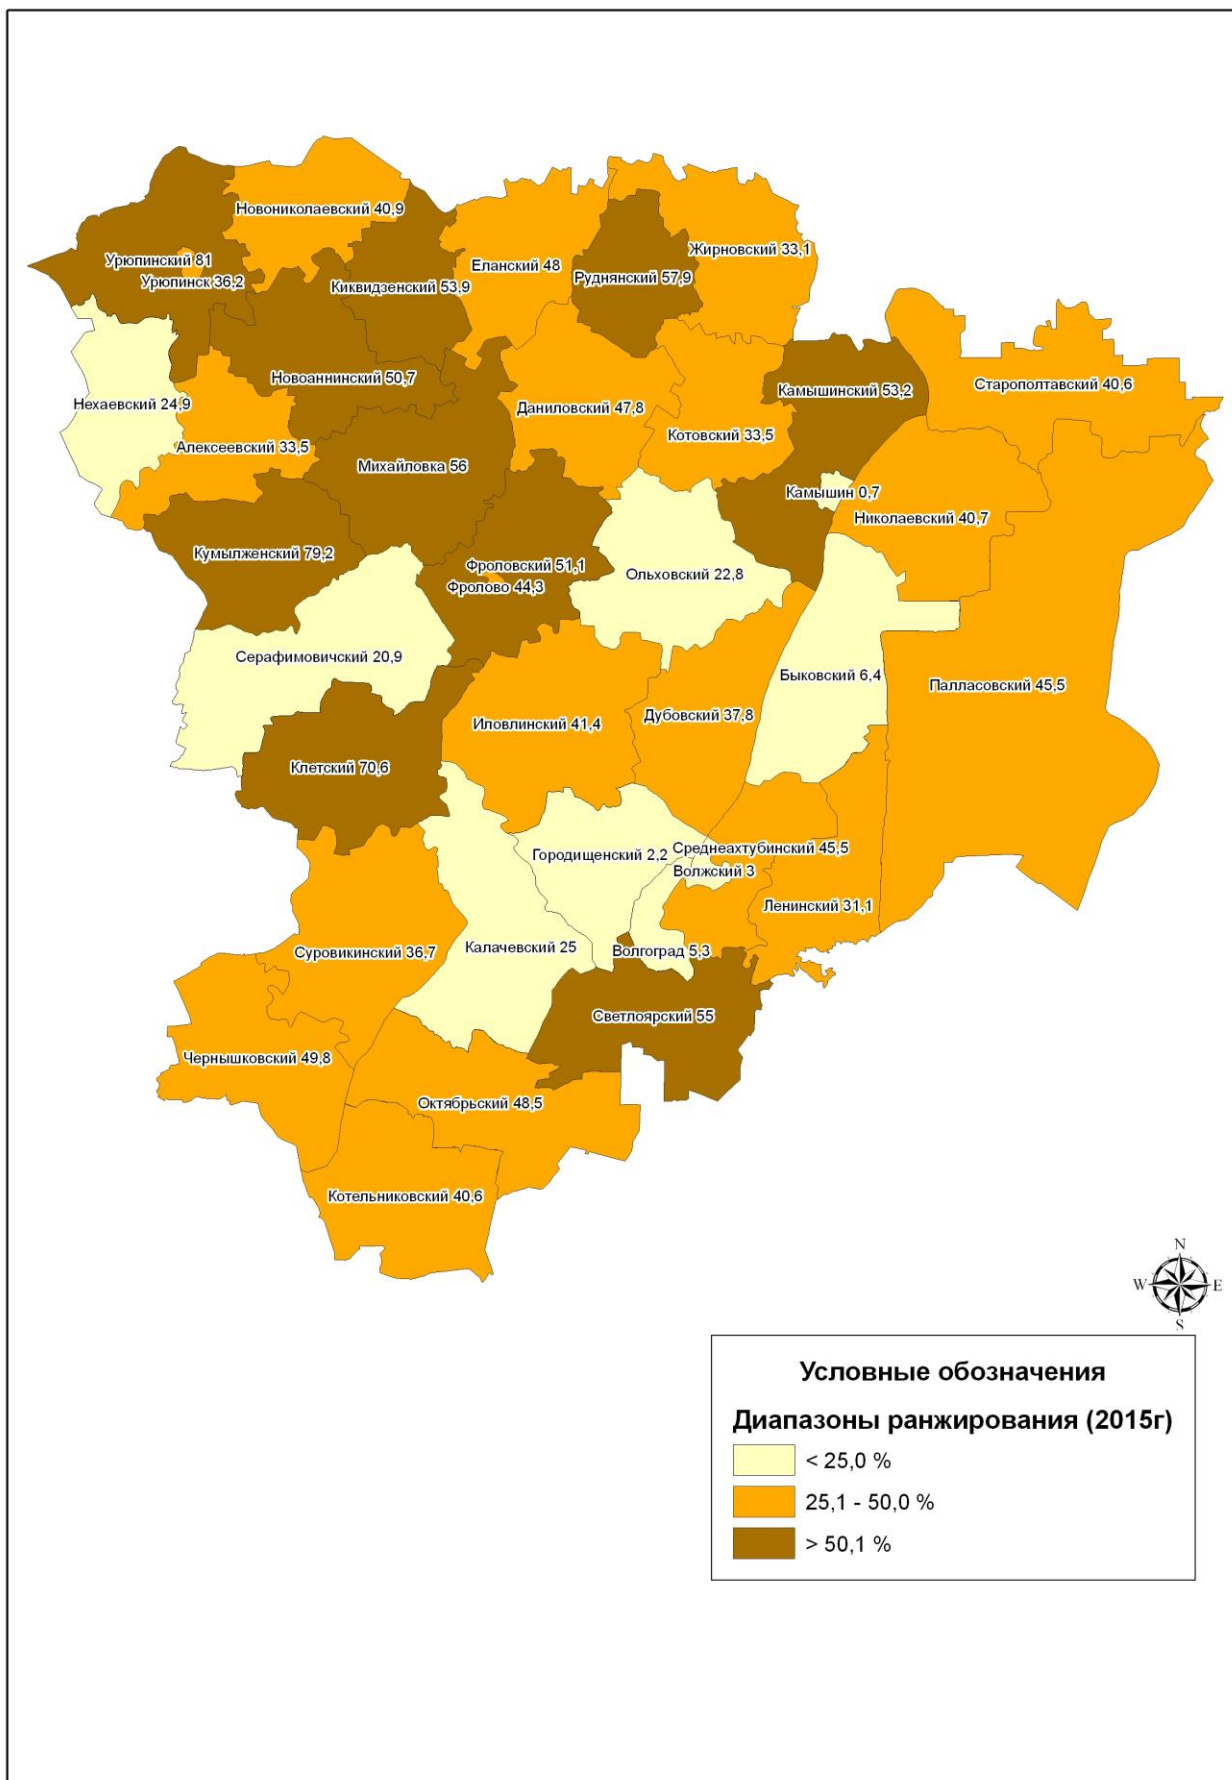 Новониколаевский 40,9
Жирновский 33,1
Урюпинский 81
Еланский 48
Руднянский 57,9
Урюпинск 36,2
Киквидзенский 53,9
Новоаннинский 50,7
Старополтавский 40,6
Камышинский 53,2
Нехаевский 24,9
Даниловский 47,8
Котовский 33,5
Алексеевский 33,5
Михайловка 56
Камышин 0,7
Николаевский 40,7
Кумылженский 79,2
Фроловский 51,1
Ольховский 22,8
Фролово 44,3
Серафимовичский 20,9
Быковский 6,4
Палласовский 45,5
Дубовский 37,8
Иловлинский 41,4
Клетский 70,6
Среднеахтубинский 45,5
Городищенский 2,2
Волжский 3
Ленинский 31,1
Калачевский 25
Волгоград 5,3
Суровикинский 36,7
Светлоярский 55
Чернышковский 49,8
Октябрьский 48,5
Котельниковский 40,6
N
W E
S
Условные обозначения
Диапазоны ранжирования (2015г)
< 25,0 %
25,1 - 50,0 %
> 50,1 %